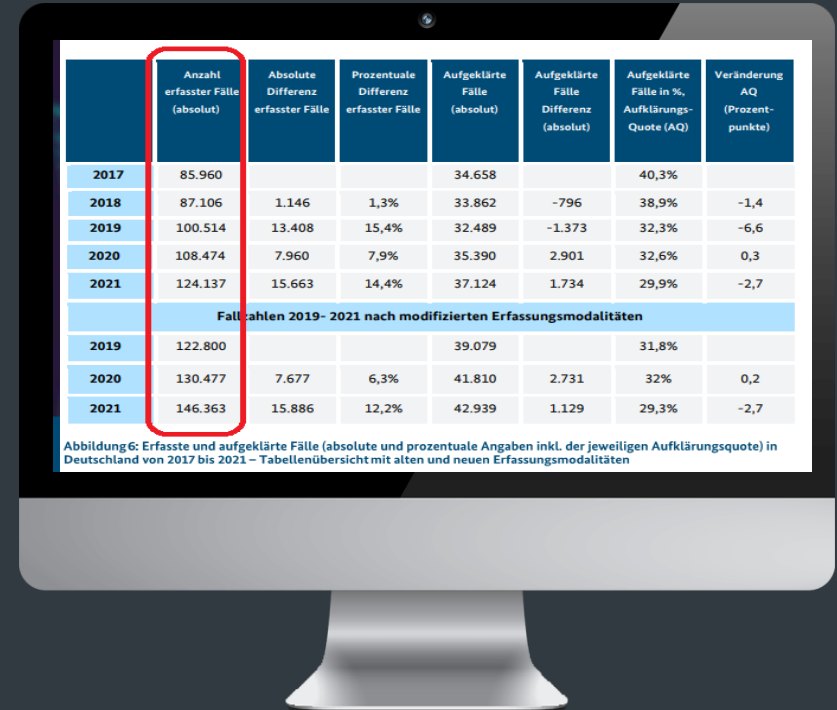 Anzahl erfasster Fälle (absolut) Absolute Differenz erfasster Fälle Prozentuale Differenz erfasster Fälle Aufgeklärte Fälle (absolut) Aufgeklärte Fälle Differenz (absolut) Aufgeklärte Fälle in %, Aufklärungs-Quote (AQ) Veränderung AQ (Prozent-punkte)
2017 85.960 34.658 40,3%
2018 87.106 1.146 1,3% 33.862 -796 38,9% -1,4
2019 100.514 13.408 15,4% 32.489 -1.373 32,3% -6,6
2020 108.474 7.960 7,9% 35.390 2.901 32,6% 0,3
2021 124.137 15.663 14,4% 37.124 1.734 29,9% -2,7
Fallzahlen 2019- 2021 nach modifizierten Erfassungsmodalitäten
2019 122.800 39.079 31,8%
2020 130.477 7.677 6,3% 41.810 2.731 32% 0,2
2021 146.363 15.886 12,2% 42.939 1.129 29,3% -2,7
Abbildung 6: Erfasste und aufgeklärte Fälle (absolute und prozentuale Angaben inkl. der jeweiligen Aufklärungsquote) in
Deutschland von 2017 bis 2021 – Tabellenübersicht mit alten und neuen Erfassungsmodalitäten